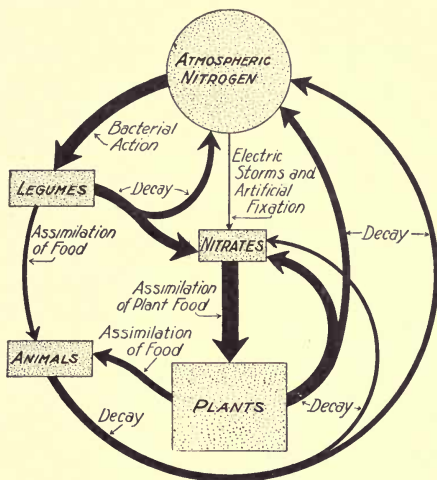 ATMOSPHERIC
NITROGEN
Bacterial
Action
Electric
Storms and
Artificial
Fixation
LEGUMES
Decay
Decay
NITRATES
Assimilation
of Food
Assimilation
of Plant Food
Assimilation
of Food
ANIMALS
PLANTS
Decay
Decay